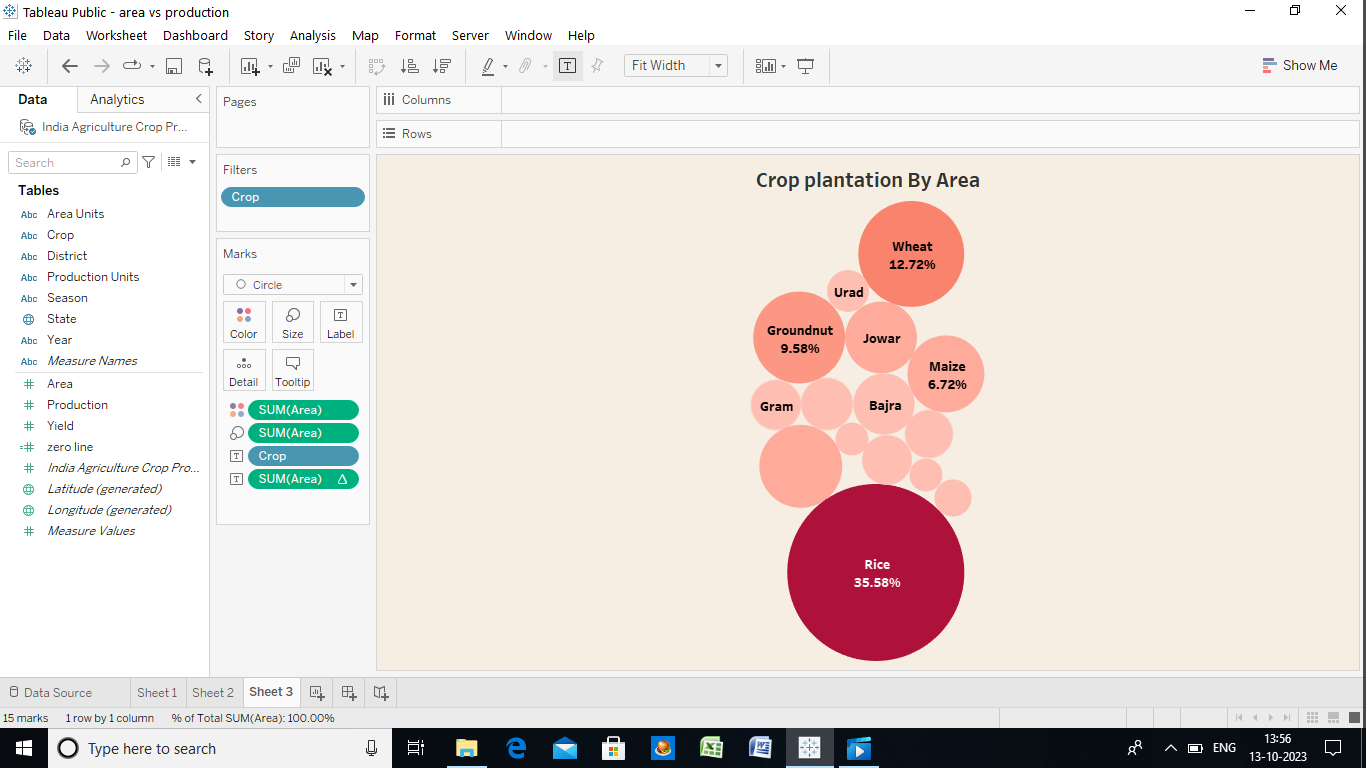 Tableau Public - area vs production
File Data Worksheet Dashboard Story Analysis Map Format Server Window Help
Fit Width
Show Me
Data Analytics
India Agriculture Crop Pr...
Search
Tables
Abc Area Units
Abc Crop
Abc District
Abc Production Units
Abc Season
State
Abc Year
Abc Measure Names
# Area
# Production
# Yield
=# zero line
# India Agriculture Crop Pro...
Latitude (generated)
Longitude (generated)
# Measure Values
Pages
Filters
Crop
Marks
Circle
Color Size Label
Detail Tooltip
SUM(Area)
SUM(Area)
Crop
SUM(Area) Δ
Columns
Rows
Crop plantation By Area
Wheat
12.72%
Urad
Groundnut
9.58%
Jowar
Maize
6.72%
Gram
Bajra
Rice
35.58%
Data Source Sheet 1 Sheet 2 Sheet 3
15 marks 1 row by 1 column % of Total SUM(Area): 100.00%
Type here to search
ENG
13:56
13-10-2023